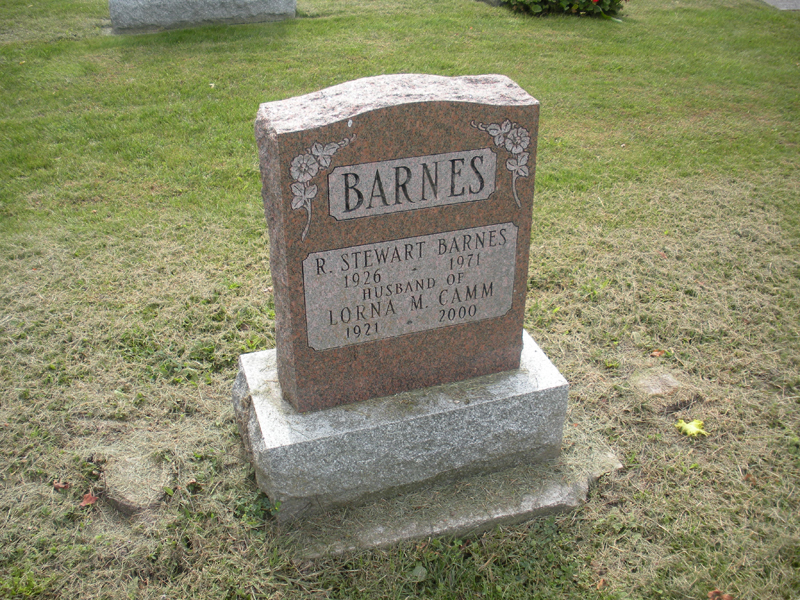 BARNES
R. STEWART BARNES
1926 - 1971
HUSBAND OF
LORNA M. CAMM
1921 - 2000